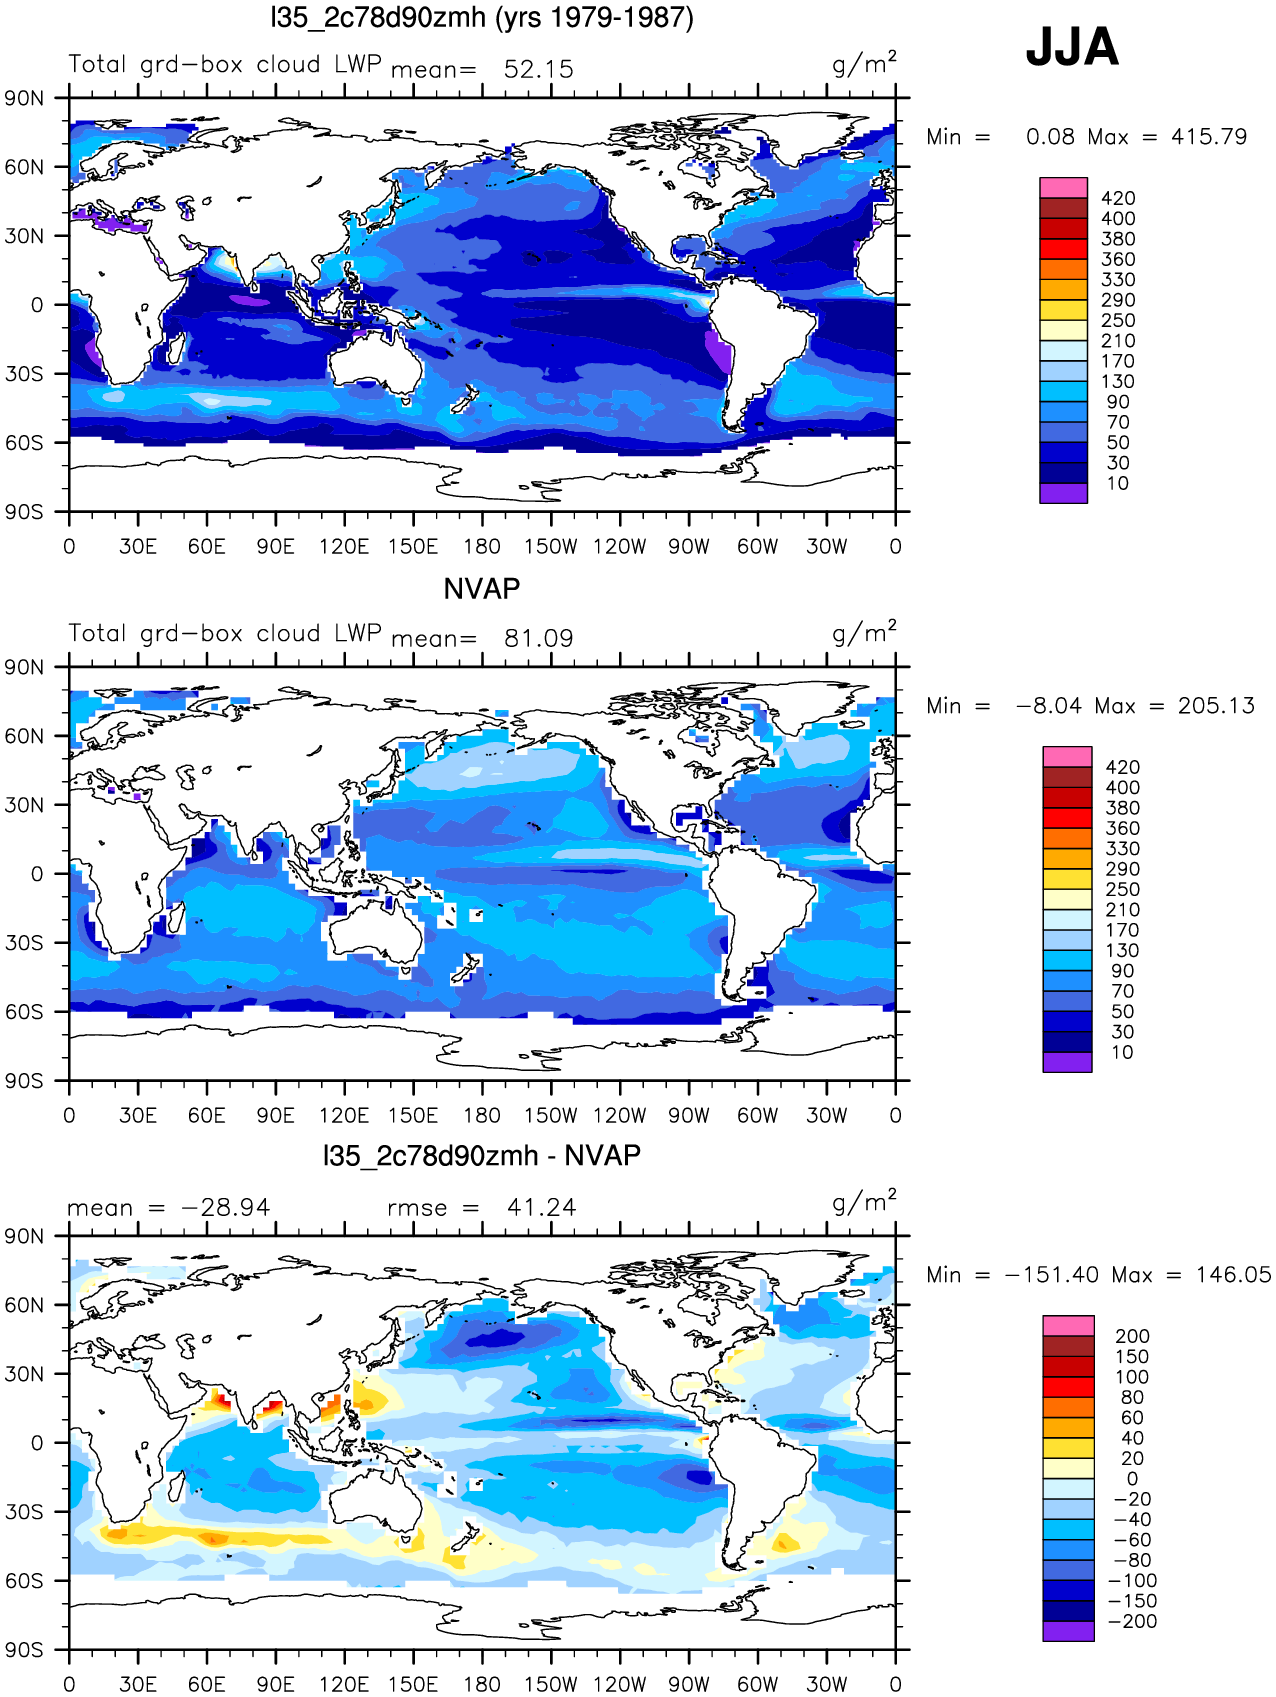 l35_2c78d90zmh (yrs 1979-1987)
JJA
Total grd-box cloud LWP mean= 52.15 g/m²
Min = 0.08 Max = 415.79
90N
60N
30N
0
30S
60S
90S
0 30E 60E 90E 120E 150E 180 150W 120W 90W 60W 30W 0
420
400
380
360
330
290
250
210
170
130
90
70
50
30
10
NVAP
Total grd-box cloud LWP mean= 81.09 g/m²
Min = -8.04 Max = 205.13
90N
60N
30N
0
30S
60S
90S
0 30E 60E 90E 120E 150E 180 150W 120W 90W 60W 30W 0
420
400
380
360
330
290
250
210
170
130
90
70
50
30
10
l35_2c78d90zmh - NVAP
mean = -28.94 rmse = 41.24 g/m²
Min = -151.40 Max = 146.05
90N
60N
30N
0
30S
60S
90S
0 30E 60E 90E 120E 150E 180 150W 120W 90W 60W 30W 0
200
150
100
80
60
40
20
0
-20
-40
-60
-80
-100
-150
-200